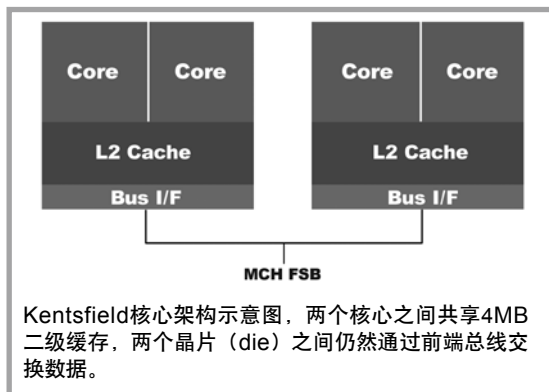 Core Core Core Core
L2 Cache L2 Cache
Bus I/F Bus I/F
MCH FSB
Kentsfield核心架构示意图，两个核心之间共享4MB
二级缓存，两个晶片（die）之间仍然通过前端总线交
换数据。